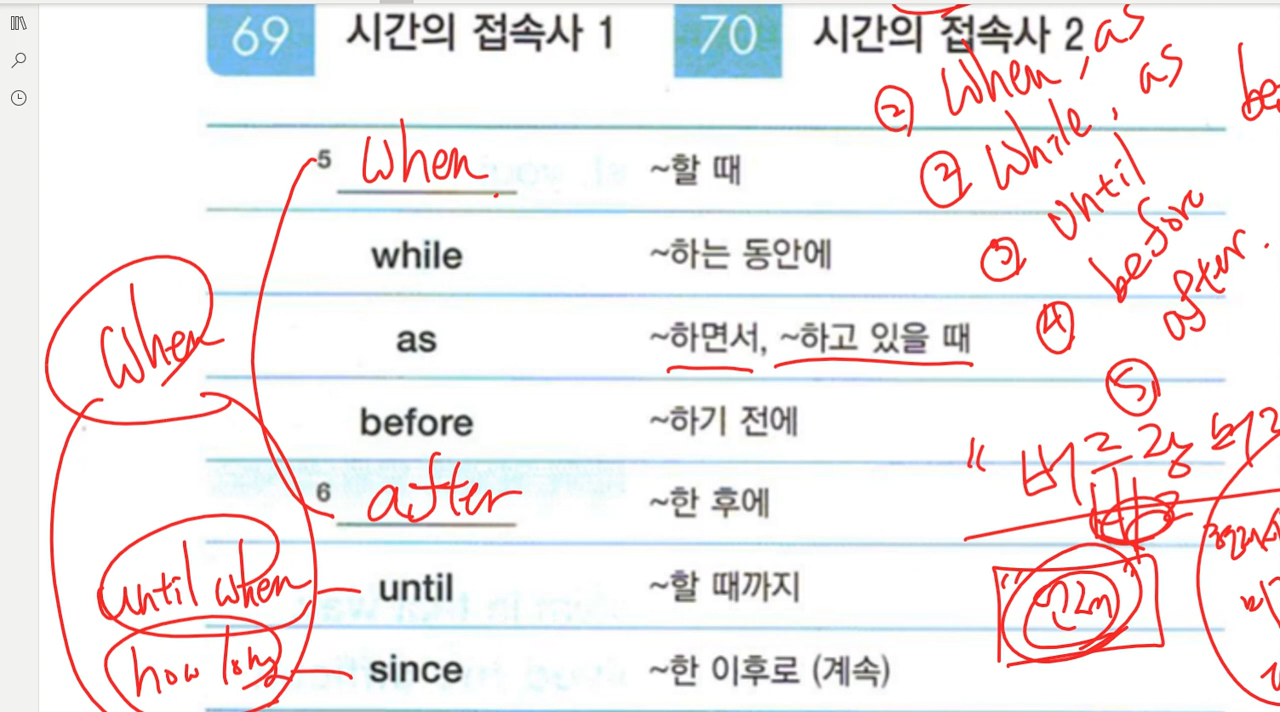 69 시간의 접속사 1 70 시간의 접속사 2
② when, as
② while, as
③ until
④ before
after.
⑤
5 when ~할 때
while ~하는 동안에
as ~하면서, ~하고 있을 때
before ~하기 전에
6 after ~한 후에
until ~할 때까지
since ~한 이후로 (계속)
when
until when
how long
be